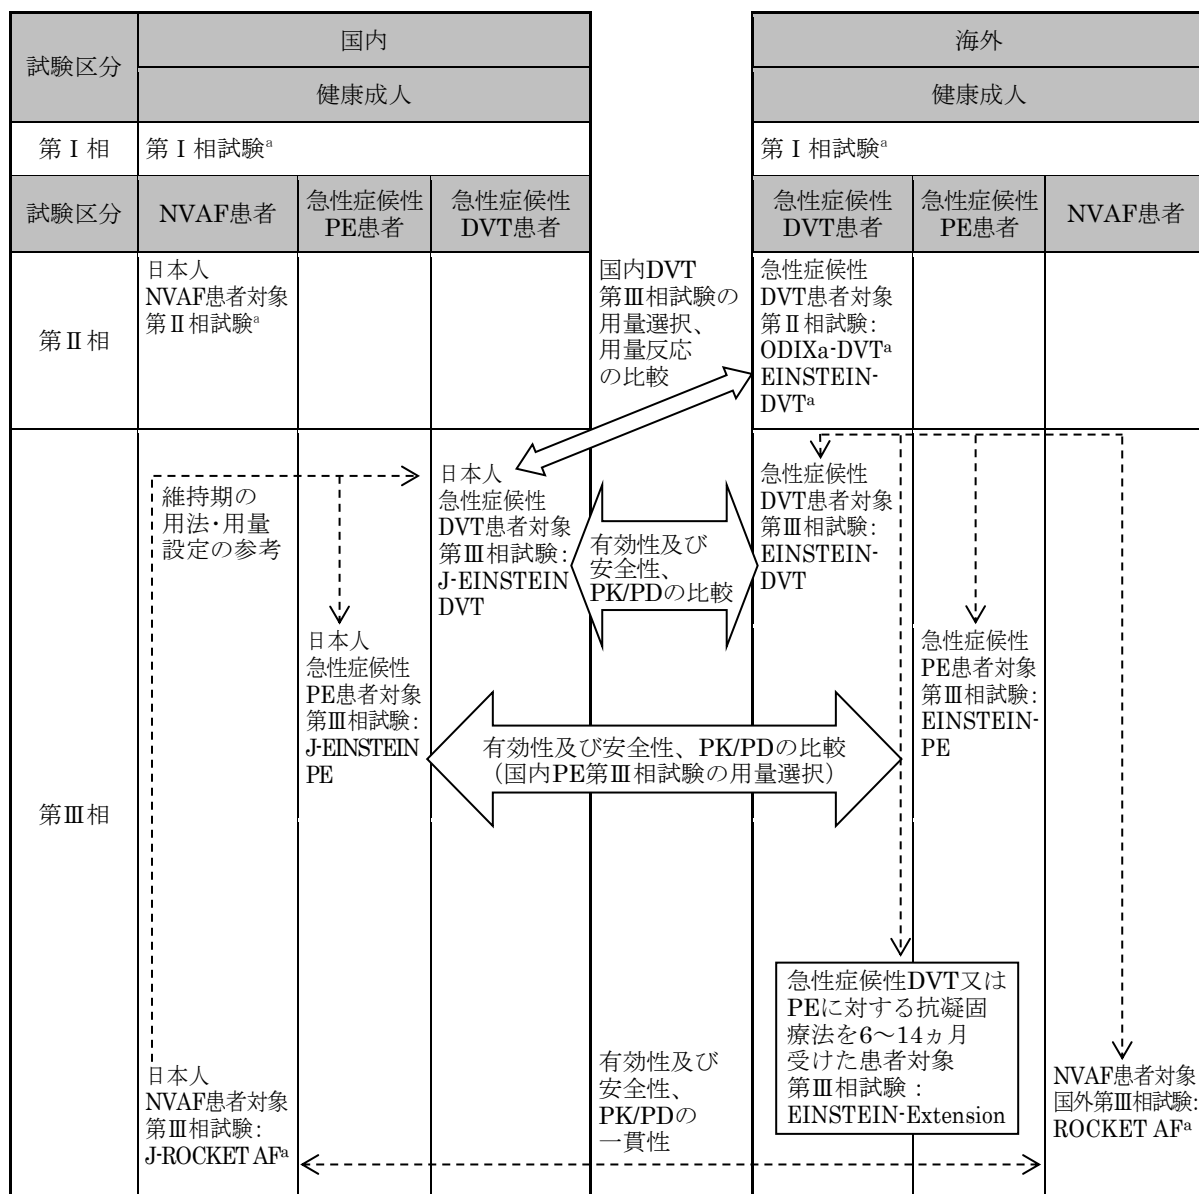 試験区分
国内
海外
健康成人
健康成人
第Ⅰ相
第Ⅰ相試験a
第Ⅰ相試験a
試験区分
NVAF患者
急性症候性
PE患者
急性症候性
DVT患者
急性症候性
DVT患者
急性症候性
PE患者
NVAF患者
第Ⅱ相
日本人
NVAF患者対象
第Ⅱ相試験a
国内DVT
第Ⅲ相試験の
用量選択、
用量反応
の比較
急性症候性
DVT患者対象
第Ⅱ相試験:
ODIXa-DVTa
EINSTEIN-
DVTa
第Ⅲ相
維持期の
用法・用量
設定の参考
日本人
急性症候性
DVT患者対象
第Ⅲ相試験:
J-EINSTEIN
DVT
有効性及び
安全性、
PK/PDの比較
急性症候性
DVT患者対象
第Ⅲ相試験:
EINSTEIN-
DVT
日本人
急性症候性
PE患者対象
第Ⅲ相試験:
J-EINSTEIN
PE
有効性及び安全性、PK/PDの比較
(国内PE第Ⅲ相試験の用量選択)
急性症候性
PE患者対象
第Ⅲ相試験:
EINSTEIN-
PE
急性症候性DVT又は
PEに対する抗凝固
療法を6～14ヵ月
受けた患者対象
第Ⅲ相試験:
EINSTEIN-Extension
日本人
NVAF患者対象
第Ⅲ相試験:
J-ROCKET AFa
有効性及び
安全性、
PK/PDの
一貫性
NVAF患者対象
国外第Ⅲ相試験:
ROCKET AFa